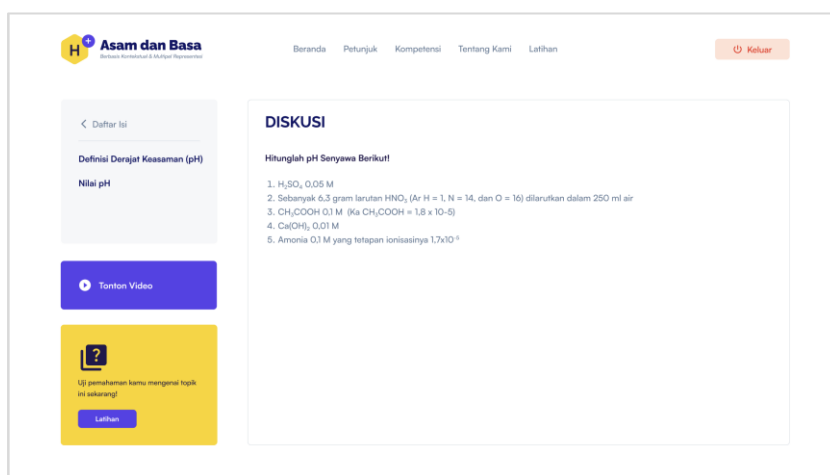 H+ Asam dan Basa
Berbasis Kontekstual & Multipel Representasi
Beranda Petunjuk Kompetensi Tentang Kami Latihan
Keluar
Daftar Isi
Definisi Derajat Keasaman (pH)
Nilai pH
Tonton Video
?
Uji pemahaman kamu mengenai topik
ini sekarang!
Latihan
DISKUSI
Hitunglah pH Senyawa Berikut!
1. H₂SO₄ 0,05 M
2. Sebanyak 6,3 gram larutan HNO₃ (Ar H = 1, N = 14, dan O = 16) dilarutkan dalam 250 ml air
3. CH₃COOH 0,1 M (Ka CH₃COOH = 1,8 x 10-5)
4. Ca(OH)₂ 0,01 M
5. Amonia 0,1 M yang tetapan ionisasinya 1,7x10⁻⁵